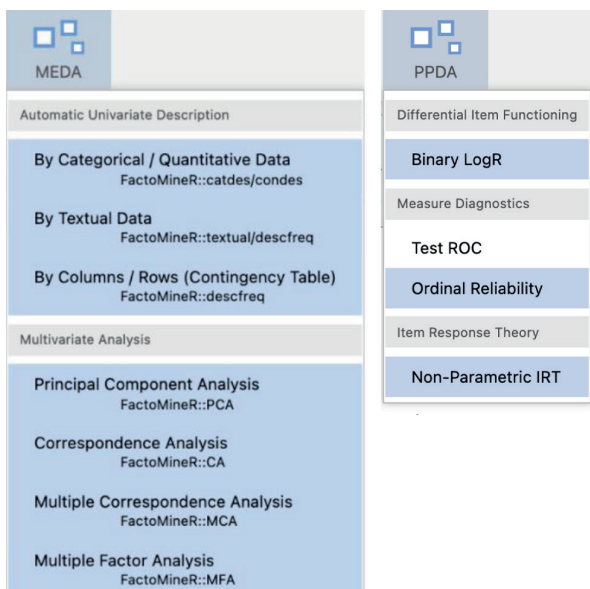 MEDA
Automatic Univariate Description
By Categorical / Quantitative Data
FactoMineR::catdes/condes
By Textual Data
FactoMineR::textual/descfreq
By Columns / Rows (Contingency Table)
FactoMineR::descfreq
Multivariate Analysis
Principal Component Analysis
FactoMineR::PCA
Correspondence Analysis
FactoMineR::CA
Multiple Correspondence Analysis
FactoMineR::MCA
Multiple Factor Analysis
FactoMineR::MFA
PPDA
Differential Item Functioning
Binary LogR
Measure Diagnostics
Test ROC
Ordinal Reliability
Item Response Theory
Non-Parametric IRT